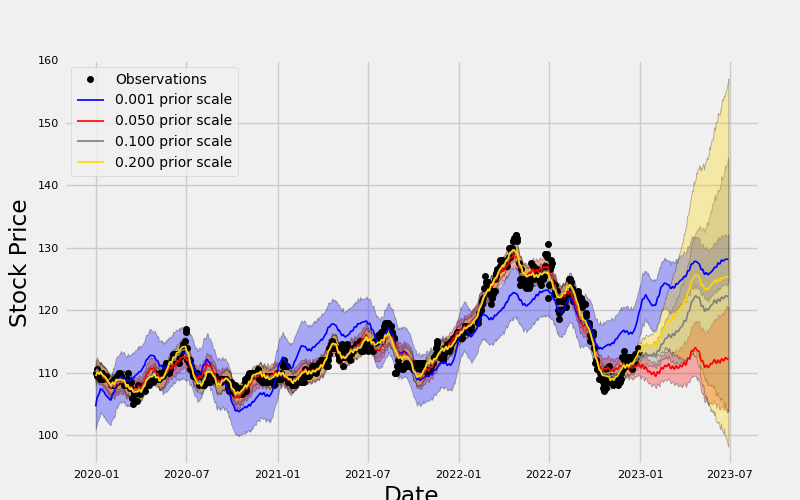 160
150
140
130
120
110
100
Stock Price
Observations
0.001 prior scale
0.050 prior scale
0.100 prior scale
0.200 prior scale
2020-01
2020-07
2021-01
2021-07
2022-01
2022-07
2023-01
2023-07
Date